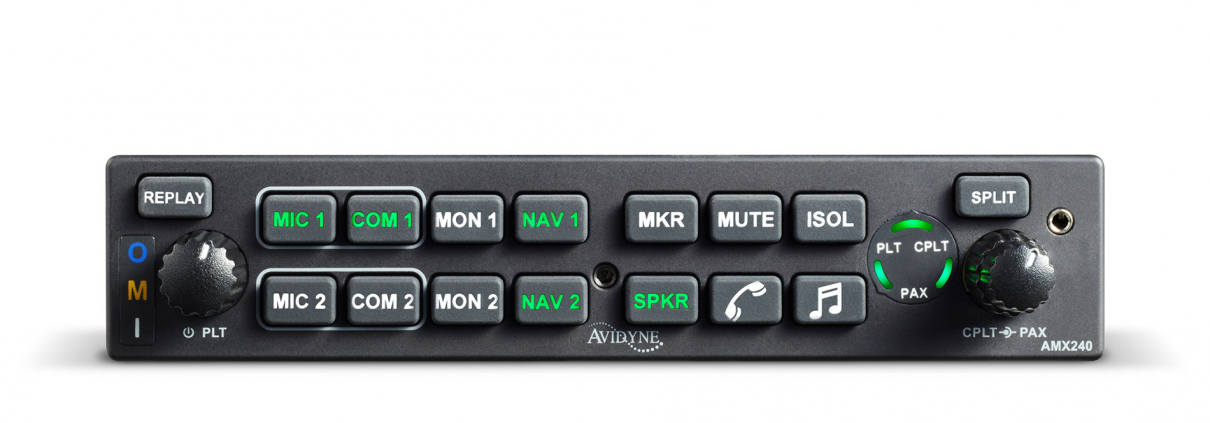 REPLAY
SPLIT
MIC 1
COM 1
MON 1
NAV 1
MKR
MUTE
ISOL
PLT
CPLT
PAX
O
M
I
MIC 2
COM 2
MON 2
NAV 2
SPKR
PLT
AVIDYNE
CPLT
PAX
AMX240